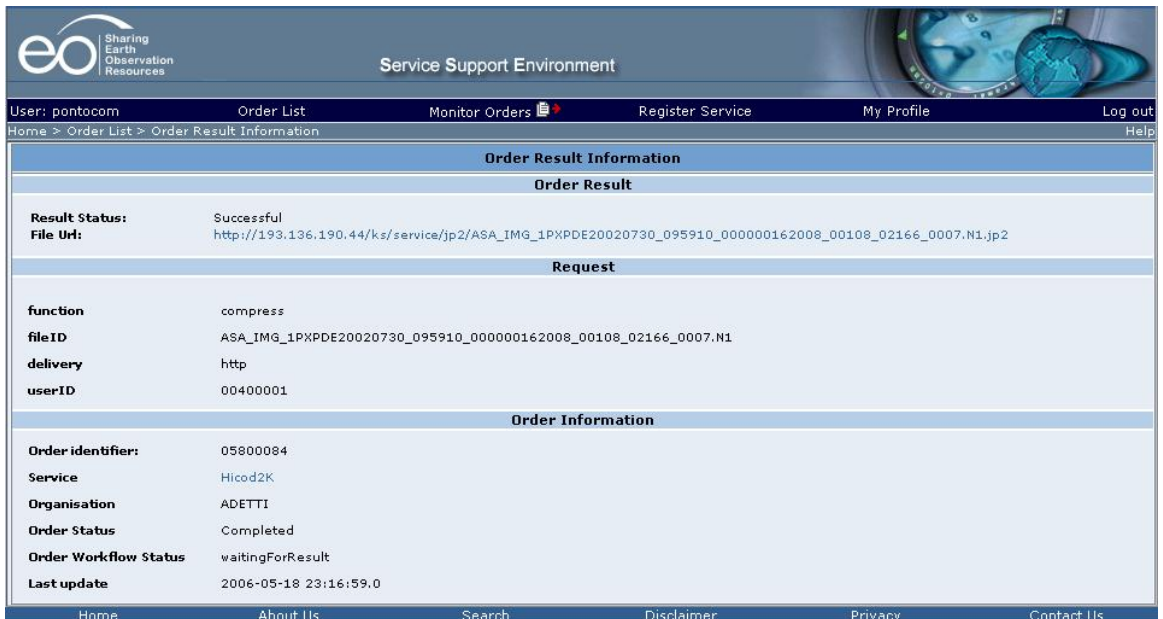 eo
Sharing
Earth
Observation
Resources
Service Support Environment
User: pontocom Order List Monitor Orders Register Service My Profile Log out
Home > Order List > Order Result Information Help
Order Result Information
Order Result
Result Status: Successful
File Url: http://193.136.190.44/ks/service/jp2/ASA_IMG_1PXPDE20020730_095910_000000162008_00108_02166_0007.N1.jp2
Request
function compress
fileID ASA_IMG_1PXPDE20020730_095910_000000162008_00108_02166_0007.N1
delivery http
userID 00400001
Order Information
Order identifier: 05800084
Service Hicod2K
Organisation ADETTI
Order Status Completed
Order Workflow Status waitingForResult
Last update 2006-05-18 23:16:59.0
Home About Us Search Disclaimer Privacy Contact Us